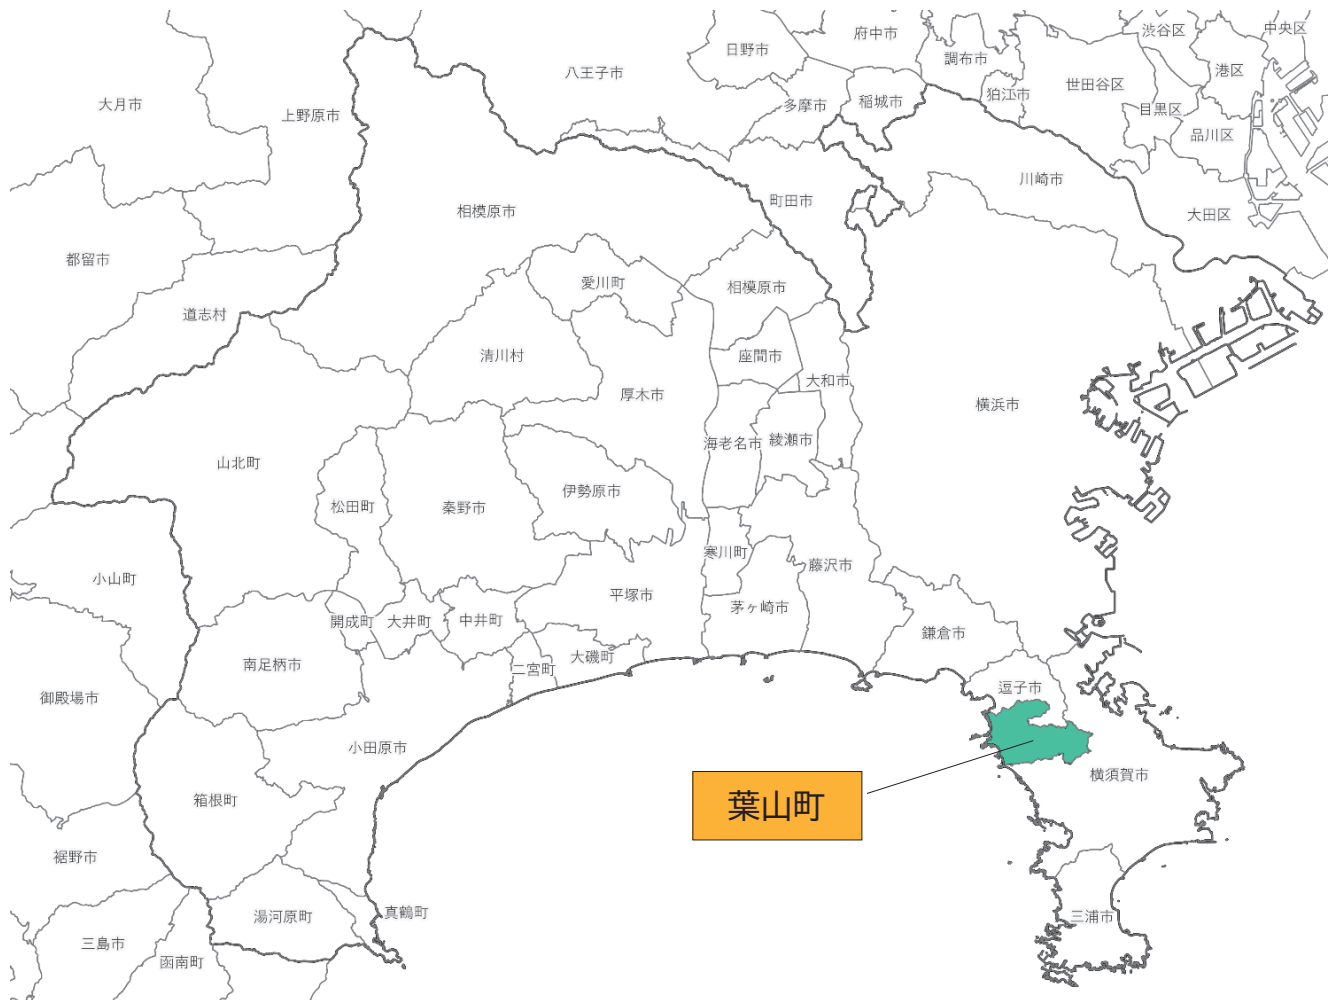 渋谷区
中央区
府中市
日野市
調布市
港区
八王子市
世田谷区
狛江市
稲城市
大月市
多摩市
目黒区
上野原市
品川区
川崎市
町田市
相模原市
大田区
都留市
愛川町
相模原市
道志村
清川村
座間市
大和市
厚木市
横浜市
海老名市
綾瀬市
山北町
伊勢原市
松田町
秦野市
寒川町
藤沢市
小山町
平塚市
茅ヶ崎市
開成町
大井町
中井町
鎌倉市
大磯町
南足柄市
二宮町
逗子市
御殿場市
小田原市
横須賀市
箱根町
葉山町
裾野市
真鶴町
湯河原町
三浦市
三島市
函南町